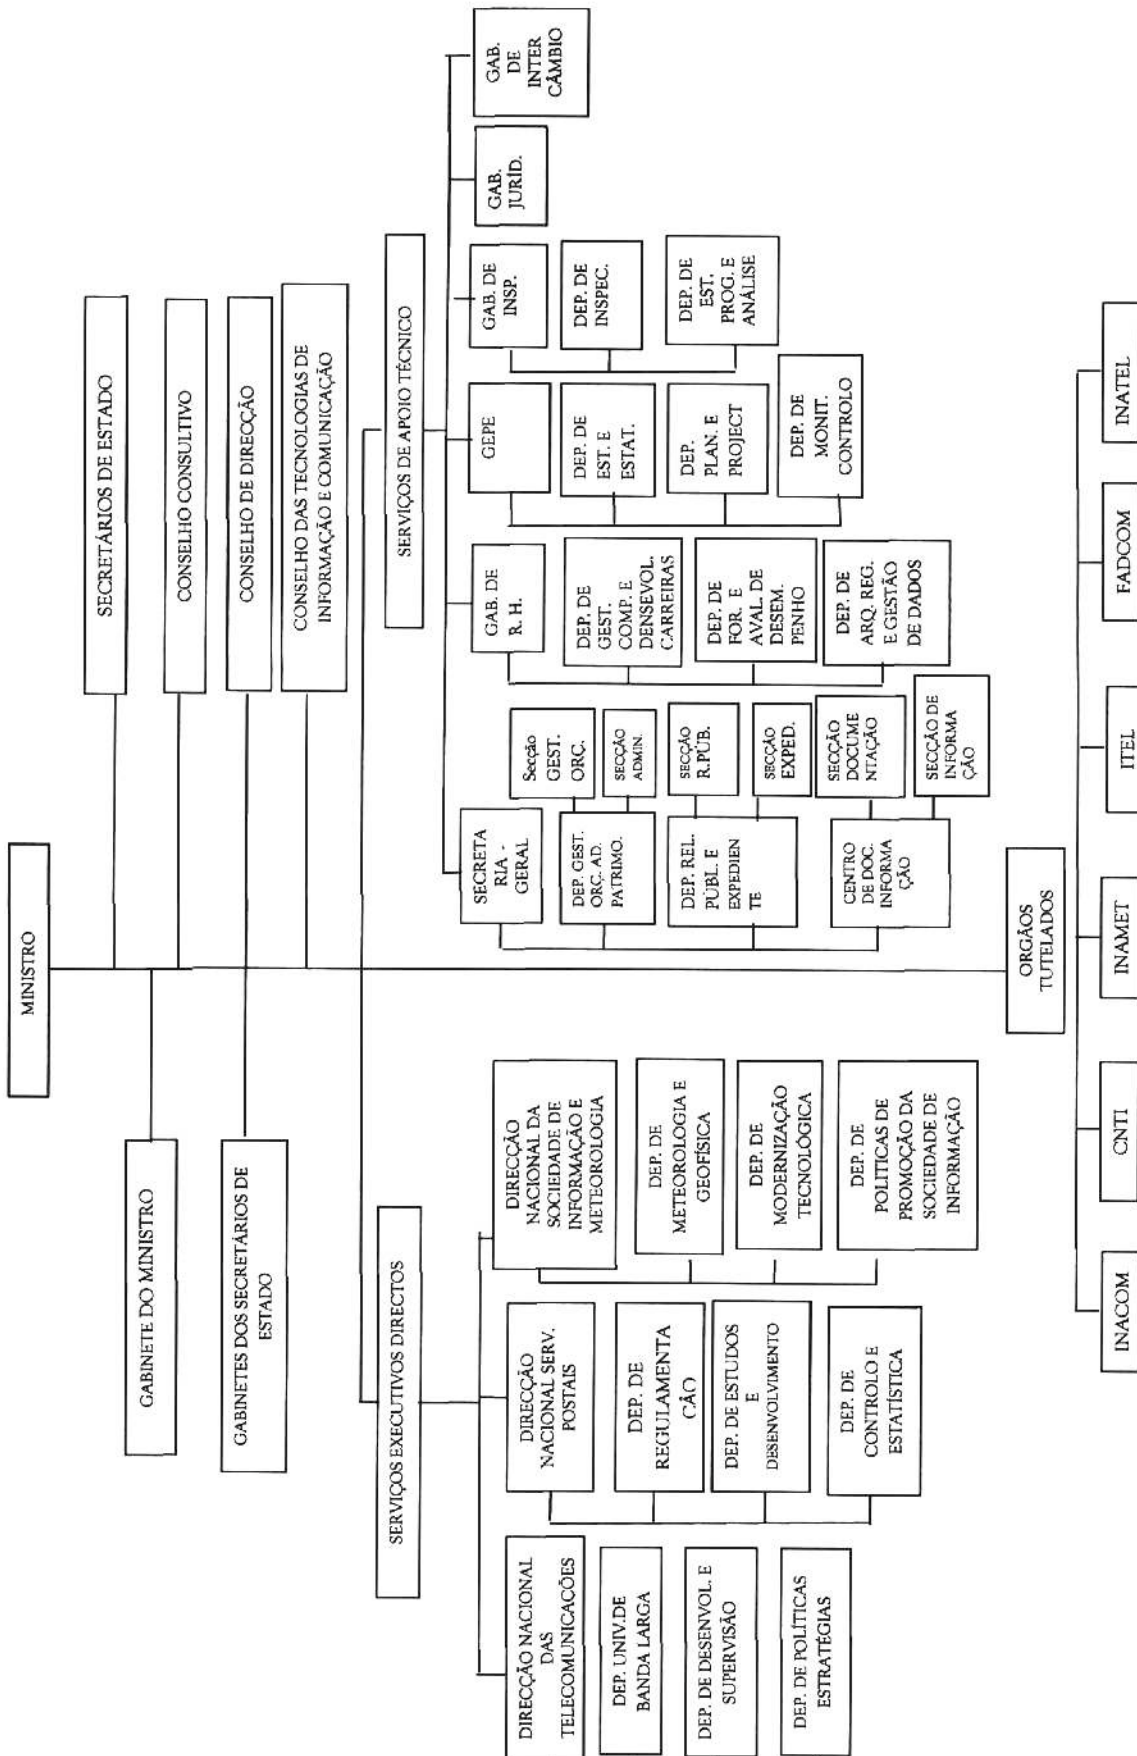 MINISTRO
SECRETÁRIOS DE ESTADO
GABINETE DO MINISTRO
CONSELHO CONSULTIVO
GABINETES DOS SECRETÁRIOS DE
ESTADO
CONSELHO DE DIRECÇÃO
CONSELHO DAS TECNOLOGIAS DE
INFORMAÇÃO E COMUNICAÇÃO
SERVIÇOS EXECUTIVOS DIRECTOS
SERVIÇOS DE APOIO TÉCNICO
DIRECÇÃO NACIONAL
DAS
TELECOMUNICAÇÕES
DEP. UNIV.DE
BANDA LARGA
DEP. DE DESENVOL. E
SUPERVISÃO
DEP. DE POLÍTICAS
ESTRATÉGIAS
DIRECÇÃO
NACIONAL SERV.
POSTAIS
DEP. DE
REGULAMENTA
CÃO
DEP. DE ESTUDOS
E
DESENVOLVIMENTO
DEP. DE
CONTROLO E
ESTATÍSTICA
DIRECÇÃO
NACIONAL DA
SOCIEDADE DE
INFORMAÇÃO E
METEOROLOGIA
DEP. DE
METEOROLOGIA E
GEOFÍSICA
DEP. DE
MODERNIZAÇÃO
TECNOLÓGICA
DEP. DE
POLITICAS DE
PROMOÇÃO DA
SOCIEDADE DE
INFORMAÇÃO
SECRETA
RIA -
GERAL
DEP. GEST.
ORÇ. AD.
PATRIMO.
Secção
GEST.
ORÇ.
SECÇÃO
ADMIN.
DEP. REL.
PÚBL. E
EXPEDIEN
TE
SECÇÃO
R.PÚB.
SECÇÃO
EXPED.
CENTRO
DE DOC.
INFORMA
ÇÃO
SECÇÃO
DOCUME
NTAÇÃO
SECÇÃO DE
INFORMA
ÇÃO
GAB. DE
R. H.
DEP. DE
GEST.
COMP. E
DENSEVOL.
CARREIRAS
DEP. DE
FOR. E
AVAL. DE
DESEM.
PENHO
DEP. DE
ARQ. REG.
E GESTÃO
DE DADOS
GEPE
DEP. DE
EST. E
ESTAT.
DEP.
PLAN. E
PROJECT
DEP. DE
MONIT.
CONTROLO
GAB. DE
INSP.
DEP. DE
INSPEC.
DEP. DE
EST.
PROG. E
ANÁLISE
GAB.
JURÍD.
GAB.
DE
INTER
CÂMBIO
ORGÃOS
TUTELADOS
INACOM
CNTI
INAMET
ITEL
FADCOM
INATEL